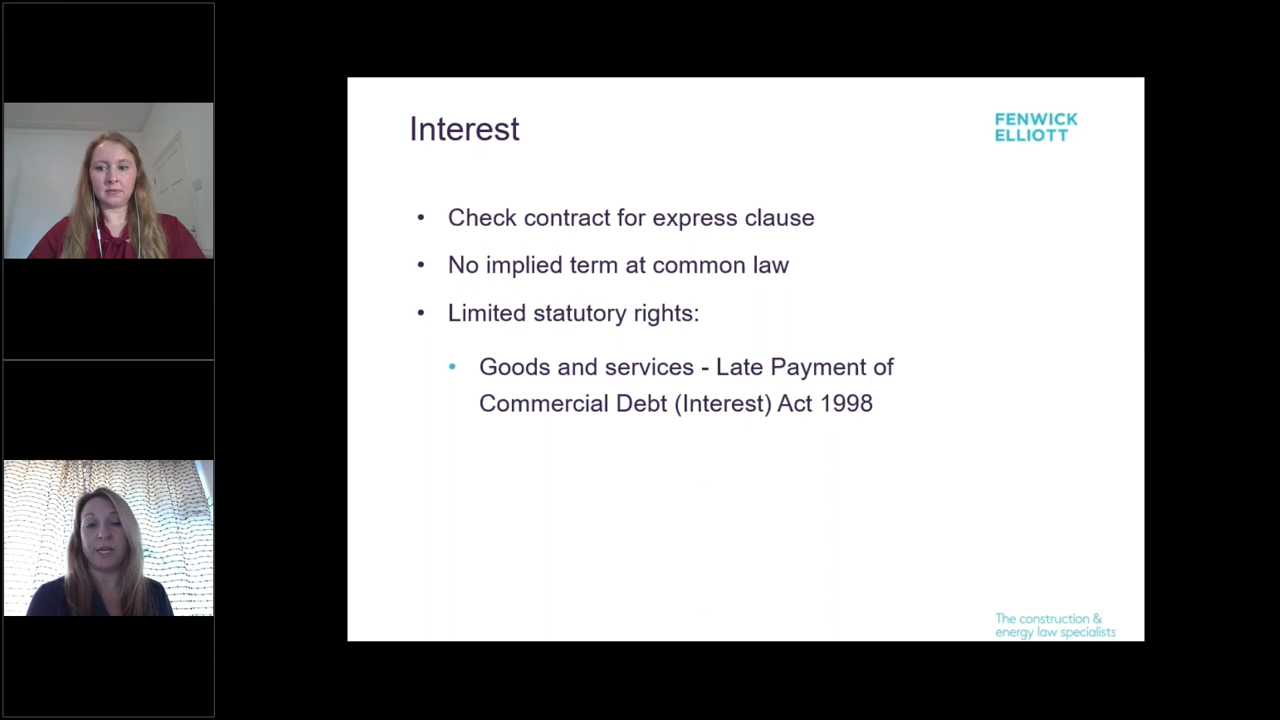 Interest
FENWICK
ELLIOTT
• Check contract for express clause
• No implied term at common law
• Limited statutory rights:
• Goods and services - Late Payment of
Commercial Debt (Interest) Act 1998
The construction &
energy law specialists